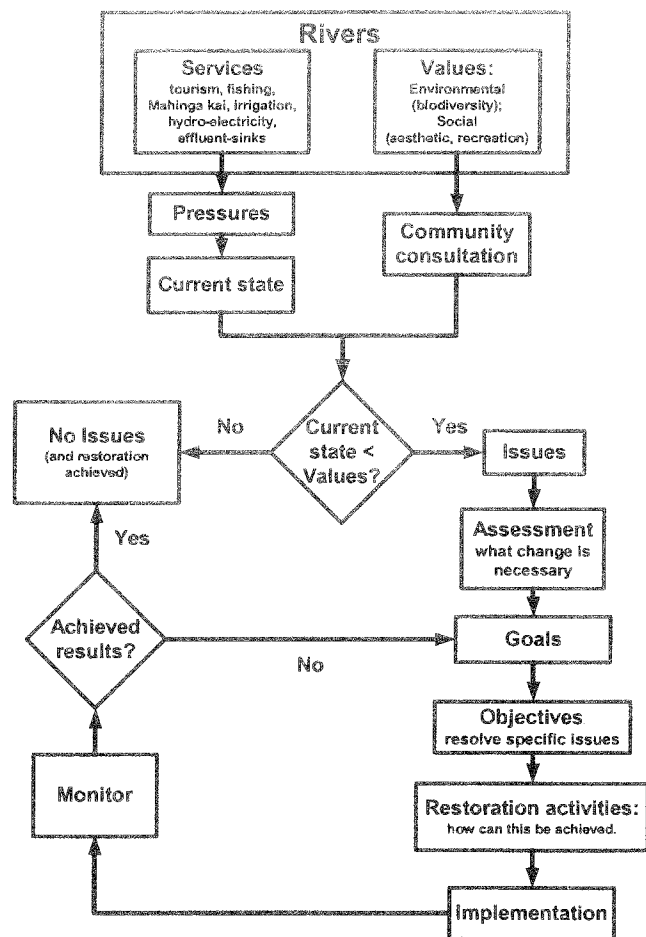 Rivers
Services
tourism, fishing,
Mahinga kai, irrigation,
hydro-electricity,
effluent-sinks
Values:
Environmental
(biodiversity);
Social
(aesthetic, recreation)
Pressures
Current state
Community
consultation
Current
state <
Values?
No
Yes
No Issues
(and restoration
achieved)
Issues
Assessment
what change is
necessary
Yes
Achieved
results?
No
Goals
Objectives
resolve specific issues
Monitor
Restoration activities:
how can this be achieved.
Implementation